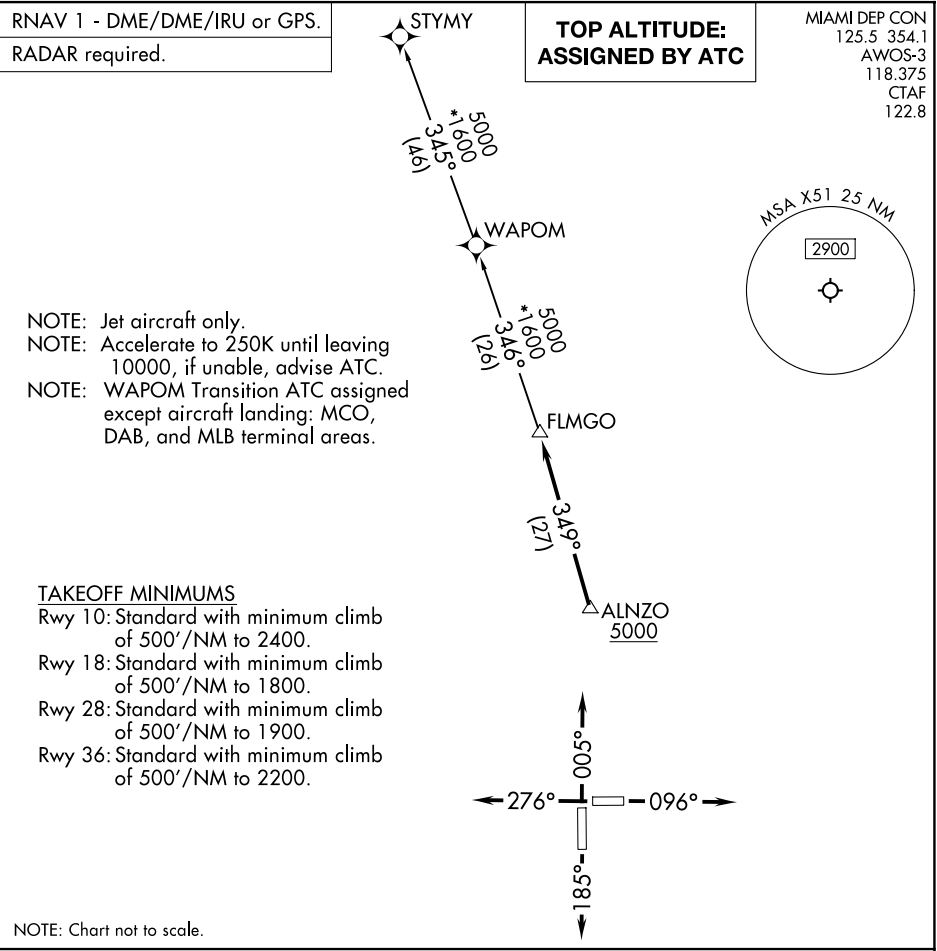 RNAV 1 - DME/DME/IRU or GPS.
RADAR required.
STYMY
TOP ALTITUDE:
ASSIGNED BY ATC
MIAMI DEP CON
125.5 354.1
AWOS-3
118.375
CTAF
122.8
5000
*1600
345°
(46)
MSA X51 25 NM
2900
WAPOM
5000
*1600
346°
(26)
NOTE: Jet aircraft only.
NOTE: Accelerate to 250K until leaving
10000, if unable, advise ATC.
NOTE: WAPOM Transition ATC assigned
except aircraft landing: MCO,
DAB, and MLB terminal areas.
FLMGO
349°
(27)
ALNZO
5000
TAKEOFF MINIMUMS
Rwy 10: Standard with minimum climb
of 500'/NM to 2400.
Rwy 18: Standard with minimum climb
of 500'/NM to 1800.
Rwy 28: Standard with minimum climb
of 500'/NM to 1900.
Rwy 36: Standard with minimum climb
of 500'/NM to 2200.
005°
276°
096°
185°
NOTE: Chart not to scale.